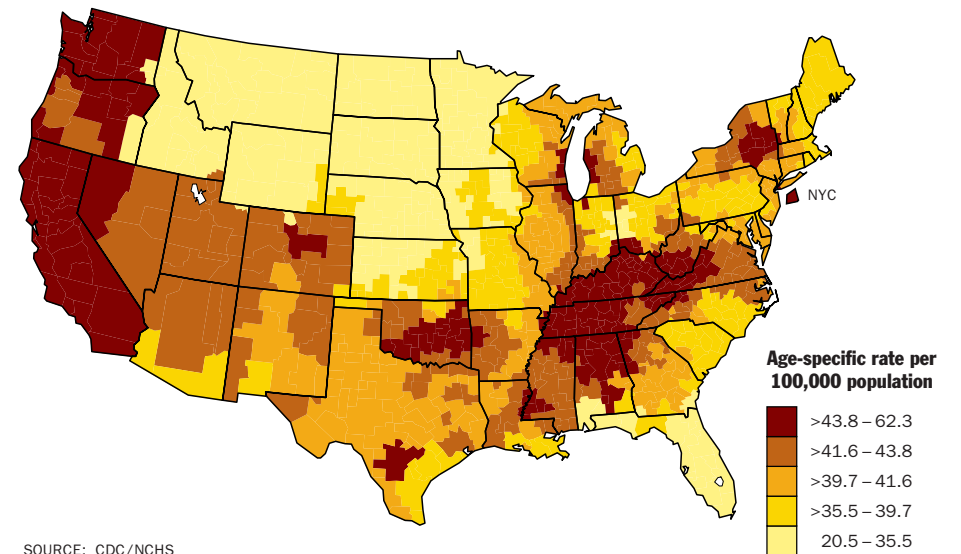 NYC
Age-specific rate per
100,000 population
>43.8 – 62.3
>41.6 – 43.8
>39.7 – 41.6
>35.5 – 39.7
20.5 – 35.5
SOURCE: CDC/NCHS